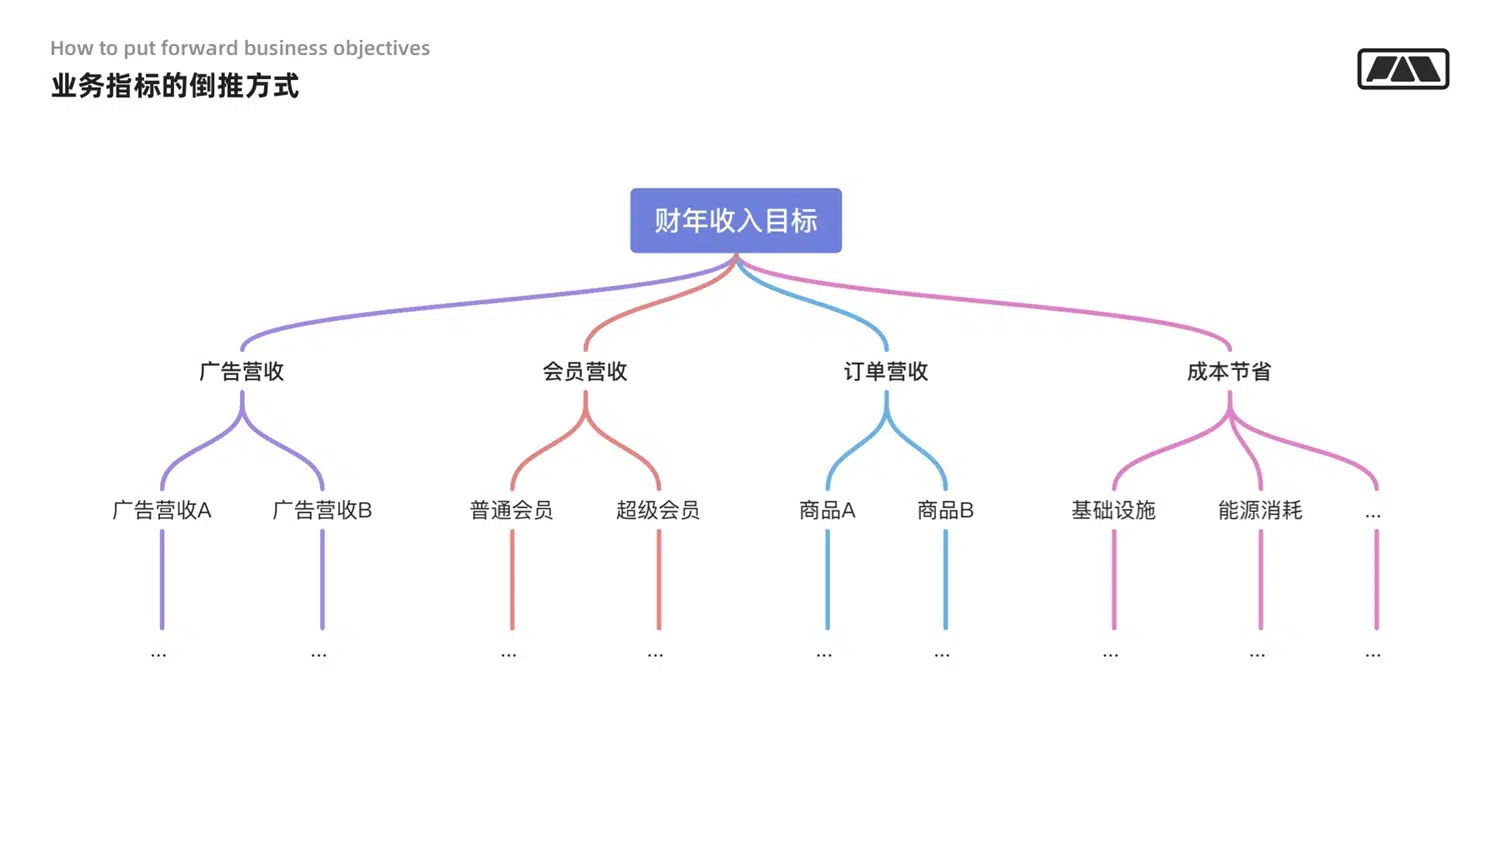 How to put forward business objectives
业务指标的倒推方式
财年收入目标
广告营收
会员营收
订单营收
成本节省
广告营收A
广告营收B
普通会员
超级会员
商品A
商品B
基础设施
能源消耗
...
...
...
...
...
...
...
...
...
...